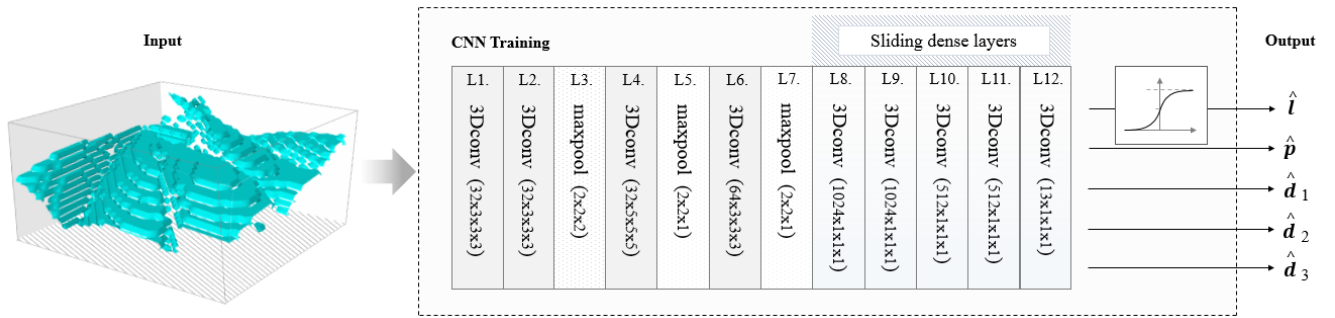 Input
CNN Training
Sliding dense layers
Output
L1.
3Dconv (32x3x3x3)
L2.
3Dconv (32x3x3x3)
L3.
maxpool (2x2x2)
L4.
3Dconv (32x5x5x5)
L5.
maxpool (2x2x1)
L6.
3Dconv (64x3x3x3)
L7.
maxpool (2x2x1)
L8.
3Dconv (1024x1x1x1)
L9.
3Dconv (1024x1x1x1)
L10.
3Dconv (512x1x1x1)
L11.
3Dconv (512x1x1x1)
L12.
3Dconv (13x1x1x1)
l̂
p̂
d̂ 1
d̂ 2
d̂ 3